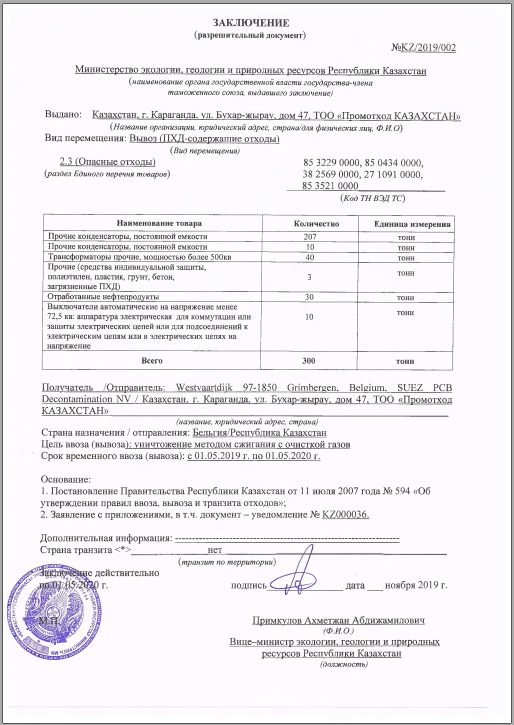 ЗАКЛЮЧЕНИЕ
(разрешительный документ)
№KZ/2019/002
Министерство экологии, геологии и природных ресурсов Республики Казахстан
(наименование органа государственной власти государства-члена
таможенного союза, выдавшего заключение)
Выдано: Казахстан, г. Караганда, ул. Бухар-жырау, дом 47, ТОО «Промотход КАЗАХСТАН»
(Название организации, юридический адрес, страна/для физических лиц, Ф.И.О)
Вид перемещения: Вывоз (ПХД-содержащие отходы)
(Вид перемещения)
2.3 (Опасные отходы)
(раздел Единого перечня товаров)
85 3229 0000, 85 0434 0000,
38 2569 0000, 27 1091 0000,
85 3521 0000
(Код ТН ВЭД ТС)
Наименование товара Количество Единица измерения
Прочие конденсаторы, постоянной емкости 207 тонн
Прочие конденсаторы, постоянной емкости 10 тонн
Трансформаторы прочие, мощностью более 500кв 40 тонн
Прочие (средства индивидуальной защиты, 
полиэтилен, пластик, грунт, бетон,
загрязненные ПХД) 3 тонн
Отработанные нефтепродукты 30 тонн
Выключатели автоматические на напряжение менее
72,5 кв: аппаратура электрическая для коммутации или
защиты электрических цепей или для подсоединений к
электрическим цепям или в электрических цепях на
напряжение 10 тонн
Всего 300 тонн
Получатель /Отправитель: Westvaartdijk 97-1850 Grimbergen, Belgium, SUEZ PCB
Decontamination NV / Казахстан, г. Караганда, ул. Бухар-жырау, дом 47, ТОО «Промотход
КАЗАХСТАН»
(название, юридический адрес, страна)
Страна назначения / отправления: Бельгия/Республика Казахстан
Цель ввоза (вывоза): уничтожение методом сжигания с очисткой газов
Срок временного ввоза (вывоза): с 01.05.2019 г. по 01.05.2020 г.
Основание:
1. Постановление Правительства Республики Казахстан от 11 июля 2007 года № 594 «Об
утверждении правил ввоза, вывоза и транзита отходов»;
2. Заявление с приложениями, в т.ч. документ – уведомление № KZ000036.
Дополнительная информация: ---------------------------------------------------
Страна транзита <*>________нет________
(транзит по территории)
Заключение действительно
по 01.05.2020 г.
подпись ________ дата ___ ноября 2019 г.
М.П.
Примкулов Ахметжан Абдижамилович
(Ф.И.О.)
Вице–министр экологии, геологии и природных
ресурсов Республики Казахстан
(должность)